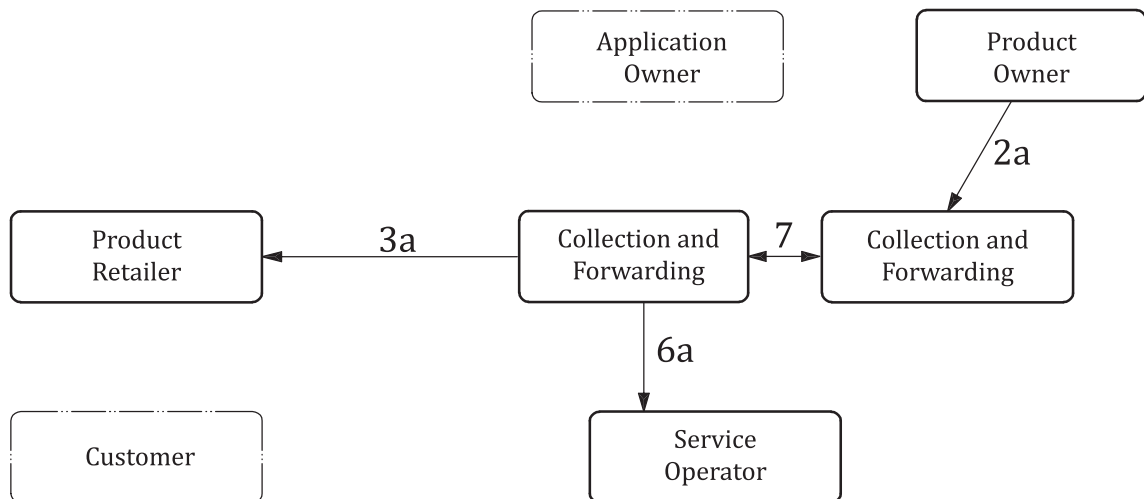 Application
Owner
Product
Owner
2a
Product
Retailer
3a
Collection and
Forwarding
7
Collection and
Forwarding
6a
Customer
Service
Operator